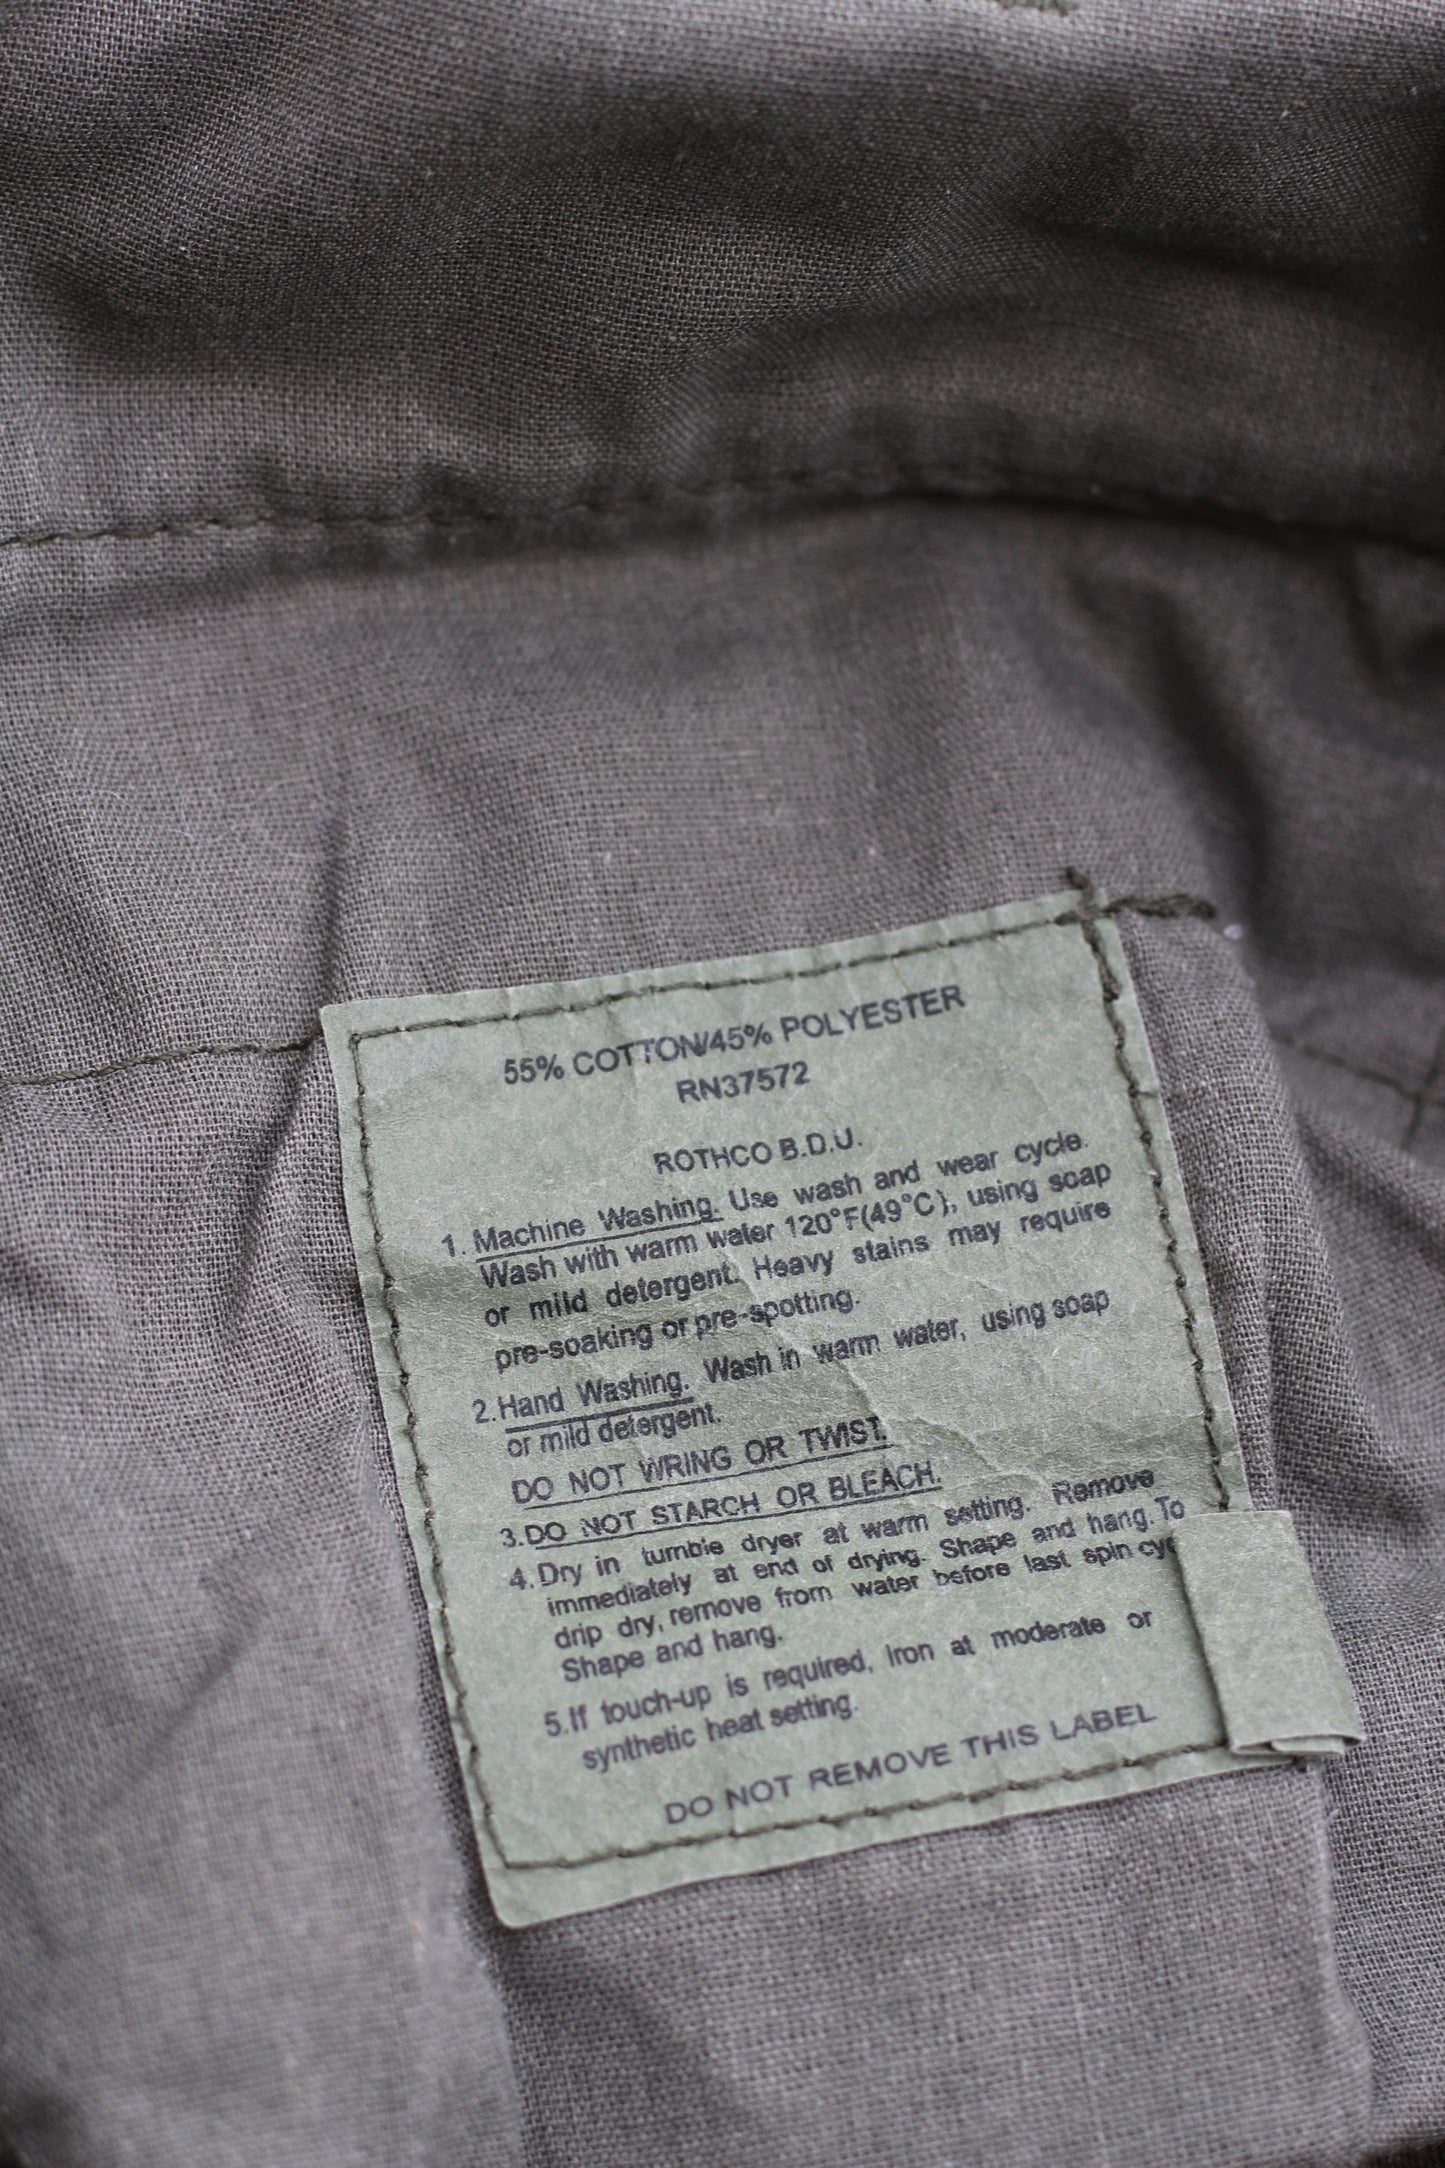 55% COTTON/45% POLYESTER
RN37572
ROTHCO B.D.U.
1. Machine Washing. Use wash and wear cycle.
Wash with warm water 120°F(49°C), using soap
or mild detergent. Heavy stains may require
pre-soaking or pre-spotting.
2. Hand Washing. Wash in warm water, using soap
or mild detergent.
DO NOT WRING OR TWIST.
3. DO NOT STARCH OR BLEACH.
4. Dry in tumble dryer at warm setting. Remove
immediately at end of drying. Shape and hang. To
drip dry, remove from water before last spin cyc
Shape and hang.
5. If touch-up is required, Iron at moderate or
synthetic heat setting.
DO NOT REMOVE THIS LABEL